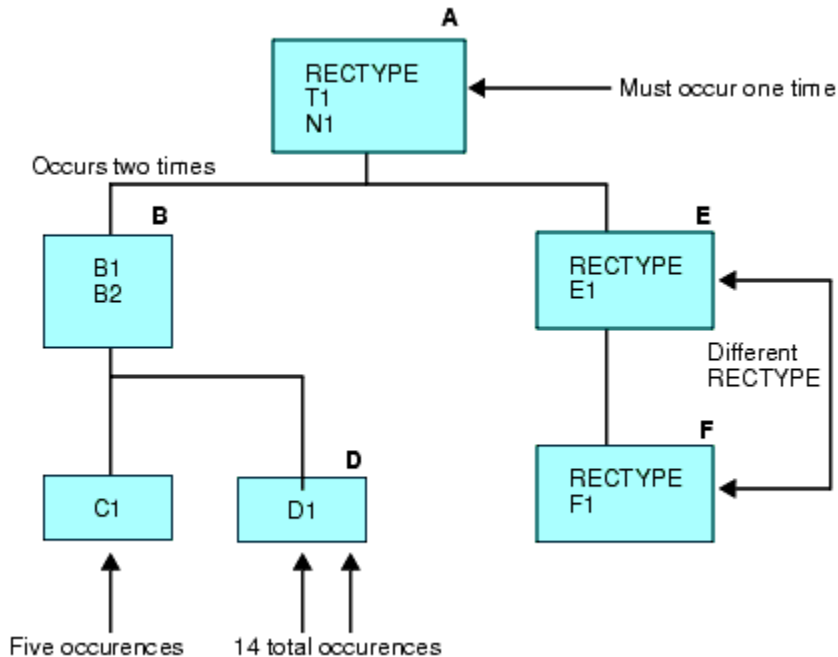 A
RECTYPE
T1
N1
Must occur one time
Occurs two times
B
B1
B2
E
RECTYPE
E1
Different
RECTYPE
F
RECTYPE
F1
C1
D
D1
Five occurences
14 total occurences